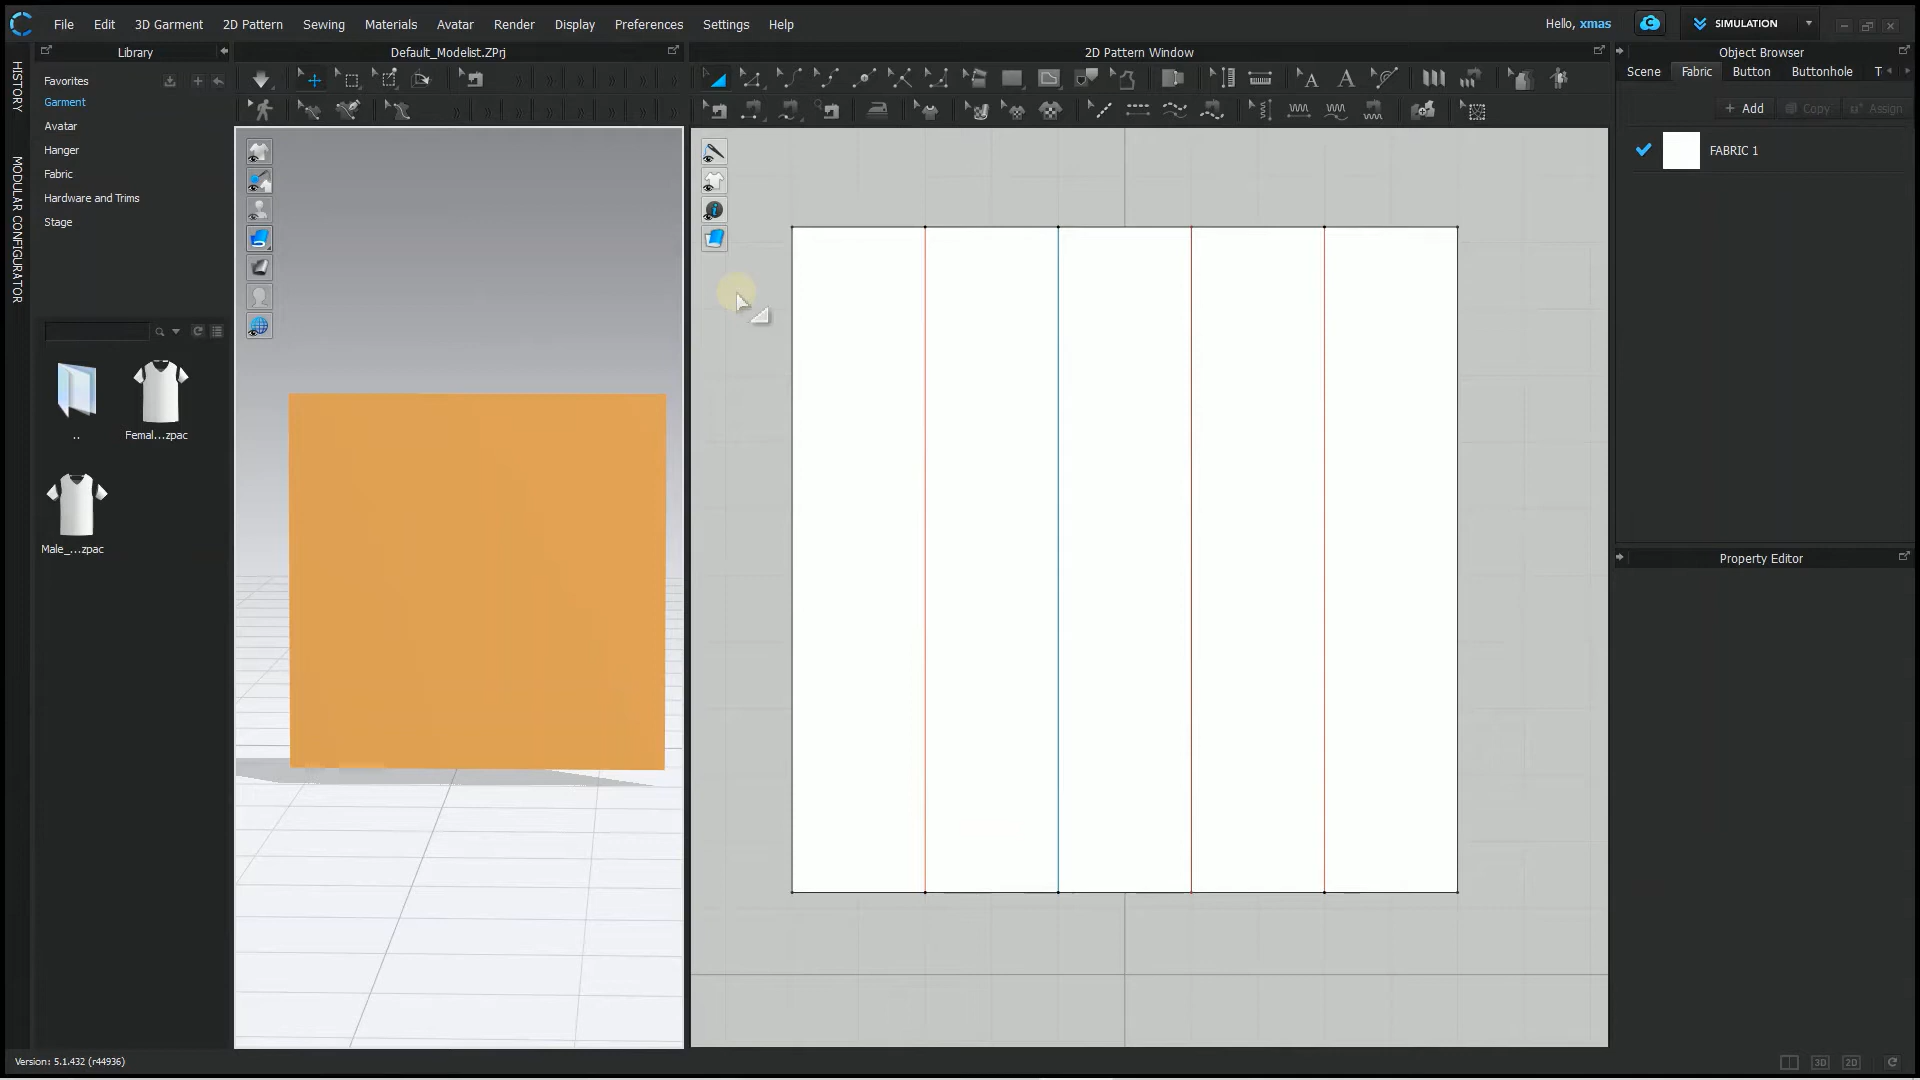 File Edit 3D Garment 2D Pattern Sewing Materials Avatar Render Display Preferences Settings Help
Hello, xmas
SIMULATION
Library
Default_Modelist.ZPrj
2D Pattern Window
Object Browser
HISTORY
MODULAR CONFIGURATOR
Favorites
Garment
Avatar
Hanger
Fabric
Hardware and Trims
Stage
..
Femal...zpac
Male_...zpac
Scene Fabric Button Buttonhole T
+ Add Copy Assign
FABRIC 1
Property Editor
Version: 5.1.432 (r44936)
3D 2D